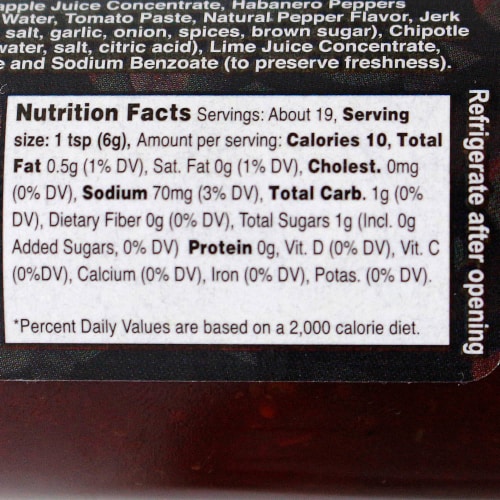 apple Juice Concentrate, Habanero Peppers
Water, Tomato Paste, Natural Pepper Flavor, Jerk
salt, garlic, onion, spices, brown sugar), Chipotle
water, salt, citric acid), Lime Juice Concentrate,
e and Sodium Benzoate (to preserve freshness).
Nutrition Facts Servings: About 19, Serving
size: 1 tsp (6g), Amount per serving: Calories 10, Total
Fat 0.5g (1% DV), Sat. Fat 0g (1% DV), Cholest. 0mg
(0% DV), Sodium 70mg (3% DV), Total Carb. 1g (0%
DV), Dietary Fiber 0g (0% DV), Total Sugars 1g (Incl. 0g
Added Sugars, 0% DV) Protein 0g, Vit. D (0% DV), Vit. C
(0%DV), Calcium (0% DV), Iron (0% DV), Potas. (0% DV).
*Percent Daily Values are based on a 2,000 calorie diet.
Refrigerate after opening